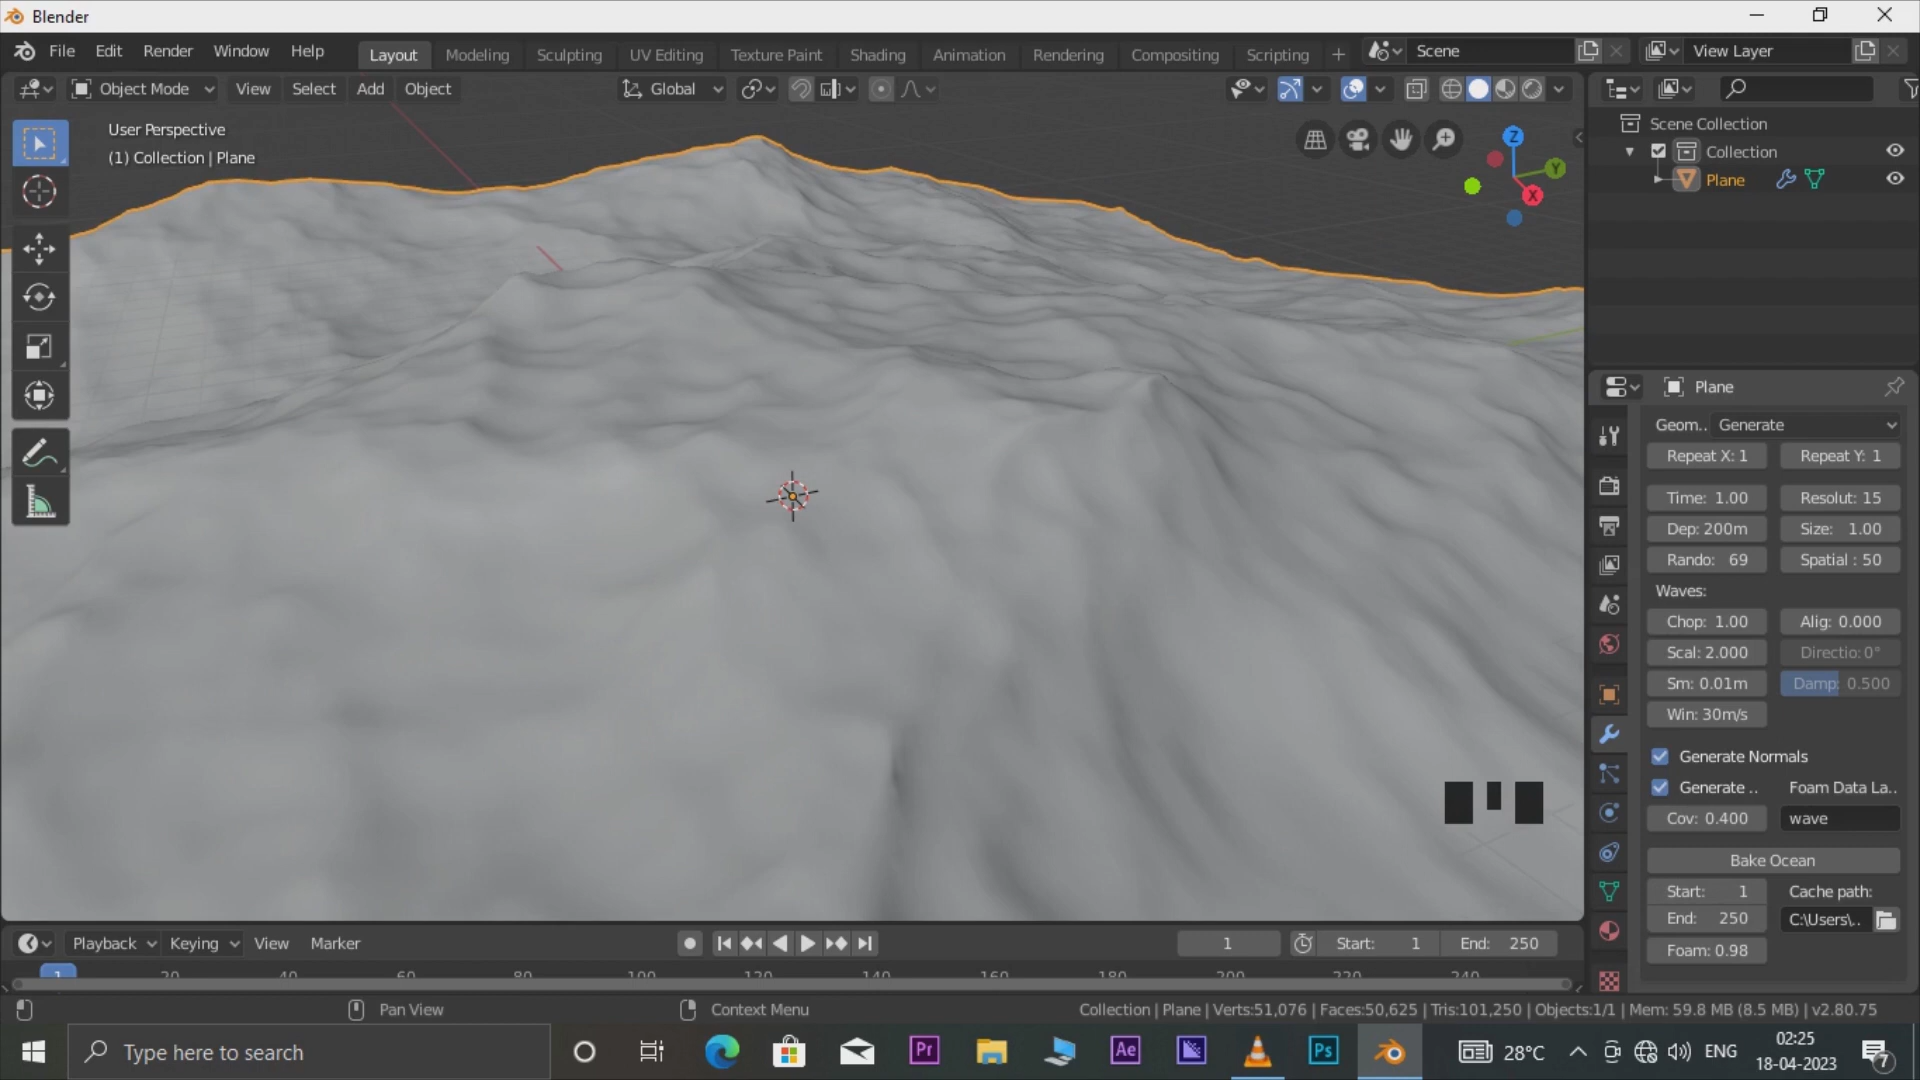 Blender
File Edit Render Window Help
Layout Modeling Sculpting UV Editing Texture Paint Shading Animation Rendering Compositing Scripting +
Scene
View Layer
Object Mode View Select Add Object
Global
User Perspective
(1) Collection | Plane
Z
Y
X
Scene Collection
Collection
Plane
Plane
Geom.. Generate
Repeat X: 1 Repeat Y: 1
Time: 1.00 Resolut: 15
Dep: 200m Size: 1.00
Rando: 69 Spatial : 50
Waves:
Chop: 1.00 Alig: 0.000
Scal: 2.000 Directio: 0°
Sm: 0.01m Damp: 0.500
Win: 30m/s
Generate Normals
Generate .. Foam Data La..
Cov: 0.400 wave
Bake Ocean
Start: 1 Cache path:
End: 250 C:\Users\..
Foam: 0.98
Playback Keying View Marker
1 Start: 1 End: 250
1 20 40 60 80 100 120 140 160 180 200 220 240
Pan View Context Menu
Collection | Plane | Verts:51,076 | Faces:50,625 | Tris:101,250 | Objects:1/1 | Mem: 59.8 MB (8.5 MB) | v2.80.75
Type here to search
Pr
Ae
Ps
28°C
ENG
02:25
18-04-2023
7